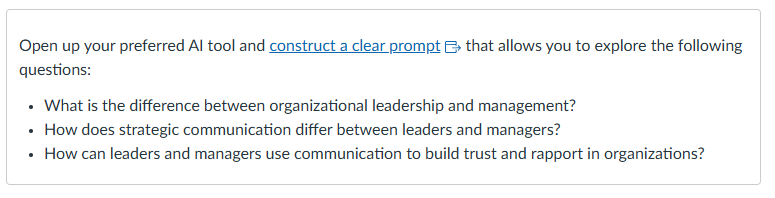 Open up your preferred AI tool and construct a clear prompt that allows you to explore the following
questions:
• What is the difference between organizational leadership and management?
• How does strategic communication differ between leaders and managers?
• How can leaders and managers use communication to build trust and rapport in organizations?